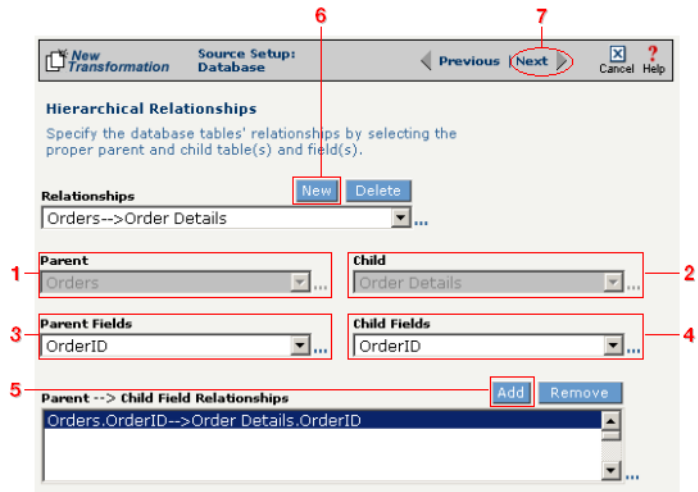 6 7
New Transformation Source Setup: Database Previous Next Cancel Help
Hierarchical Relationships
Specify the database tables' relationships by selecting the
proper parent and child table(s) and field(s).
Relationships New Delete
Orders-->Order Details ...
Parent Child
1 Orders ... Order Details ... 2
Parent Fields Child Fields
3 OrderID ... OrderID ... 4
5 Parent --> Child Field Relationships Add Remove
Orders.OrderID-->Order Details.OrderID
...